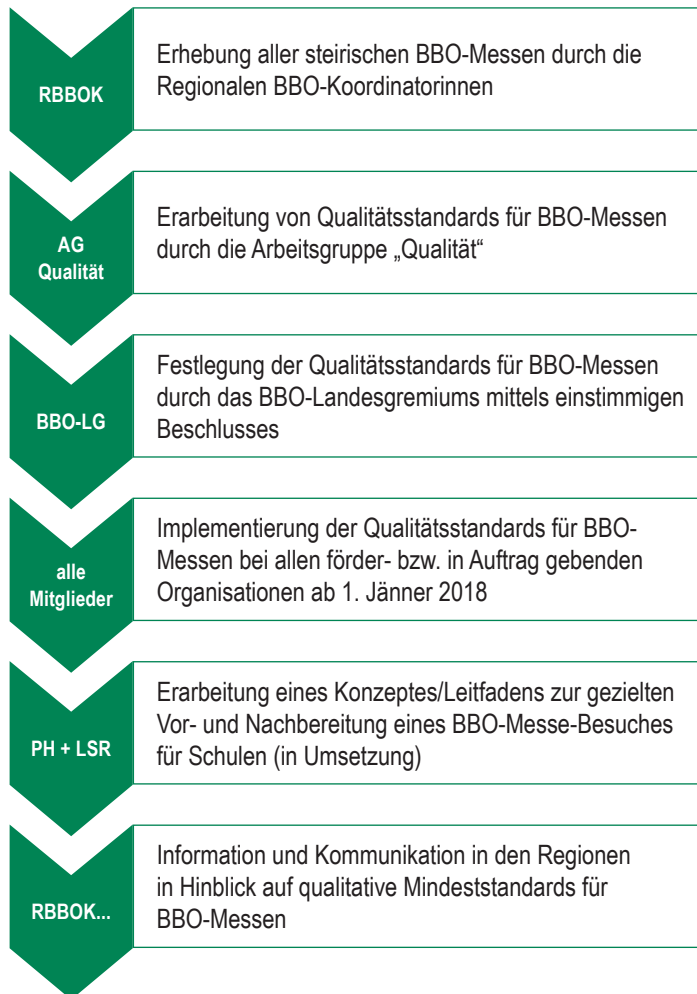 RBBOK
Erhebung aller steirischen BBO-Messen durch die
Regionalen BBO-Koordinatorinnen
AG
Qualität
Erarbeitung von Qualitätsstandards für BBO-Messen
durch die Arbeitsgruppe „Qualität“
BBO-LG
Festlegung der Qualitätsstandards für BBO-Messen
durch das BBO-Landesgremiums mittels einstimmigen
Beschlusses
alle
Mitglieder
Implementierung der Qualitätsstandards für BBO-
Messen bei allen förder- bzw. in Auftrag gebenden
Organisationen ab 1. Jänner 2018
PH + LSR
Erarbeitung eines Konzeptes/Leitfadens zur gezielten
Vor- und Nachbereitung eines BBO-Messe-Besuches
für Schulen (in Umsetzung)
RBBOK...
Information und Kommunikation in den Regionen
in Hinblick auf qualitative Mindeststandards für
BBO-Messen